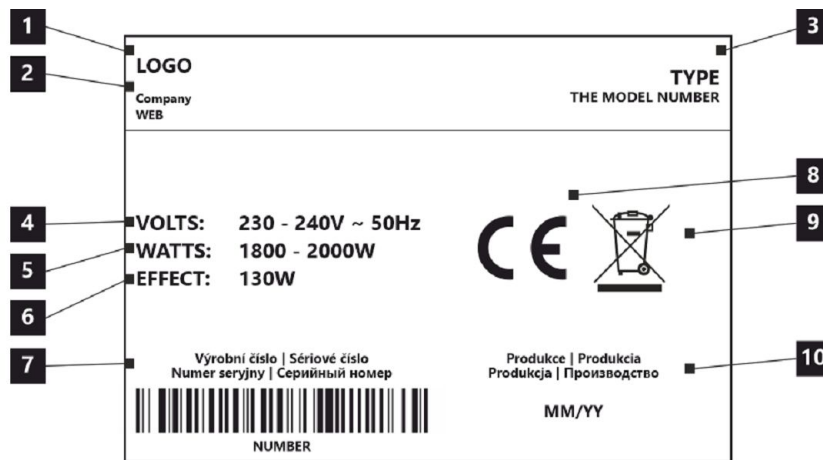 1
3
LOGO
2
TYPE
Company
THE MODEL NUMBER
WEB
8
4
VOLTS: 230 - 240V ~ 50Hz
9
5
WATTS: 1800 - 2000W
CE
6
EFFECT: 130W
7
Výrobní číslo | Sériové číslo
Numer seryjny | Серийный номер
Produkce | Produkcia
Produkcja | Производство
10
MM/YY
NUMBER